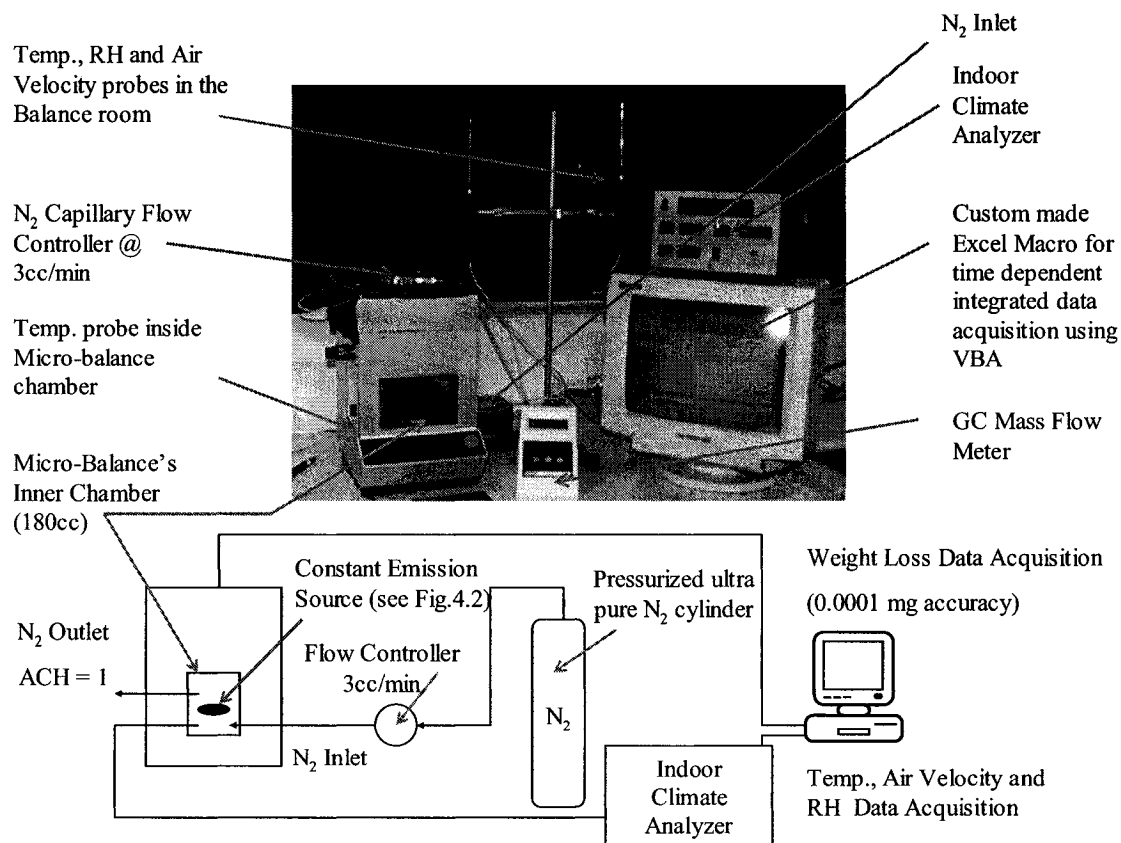 Temp., RH and Air
Velocity probes in the
Balance room
N₂ Capillary Flow
Controller @
3cc/min
Temp. probe inside
Micro-balance
chamber
Micro-Balance's
Inner Chamber
(180cc)
N₂ Inlet
Indoor
Climate
Analyzer
Custom made
Excel Macro for
time dependent
integrated data
acquisition using
VBA
GC Mass Flow
Meter
Constant Emission
Source (see Fig.4.2)
N₂ Outlet
ACH = 1
Flow Controller
3cc/min
N₂ Inlet
Pressurized ultra
pure N₂ cylinder
N₂
Indoor
Climate
Analyzer
Weight Loss Data Acquisition
(0.0001 mg accuracy)
Temp., Air Velocity and
RH Data Acquisition